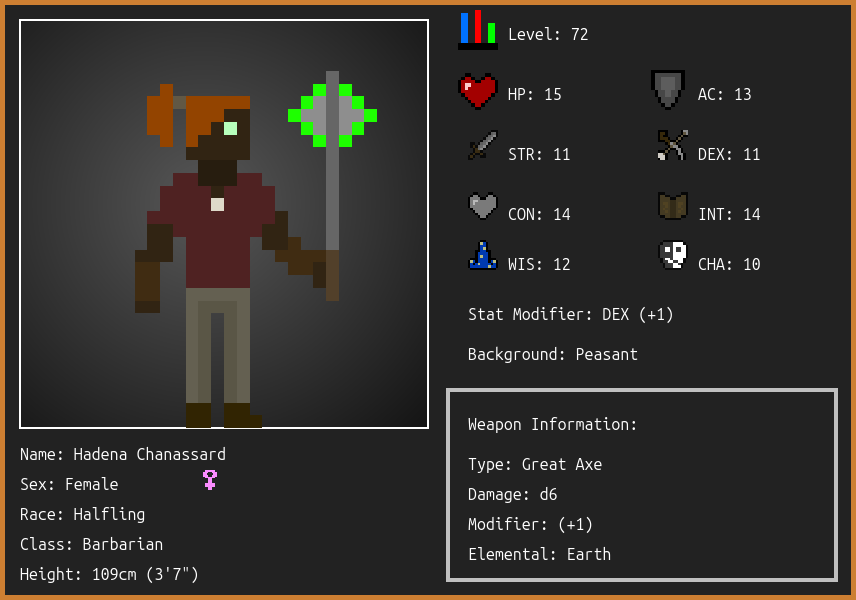 Level: 72
HP: 15
AC: 13
STR: 11
DEX: 11
CON: 14
INT: 14
WIS: 12
CHA: 10
Stat Modifier: DEX (+1)
Background: Peasant
Weapon Information:
Type: Great Axe
Damage: d6
Modifier: (+1)
Elemental: Earth
Name: Hadena Chanassard
Sex: Female
Race: Halfling
Class: Barbarian
Height: 109cm (3'7")